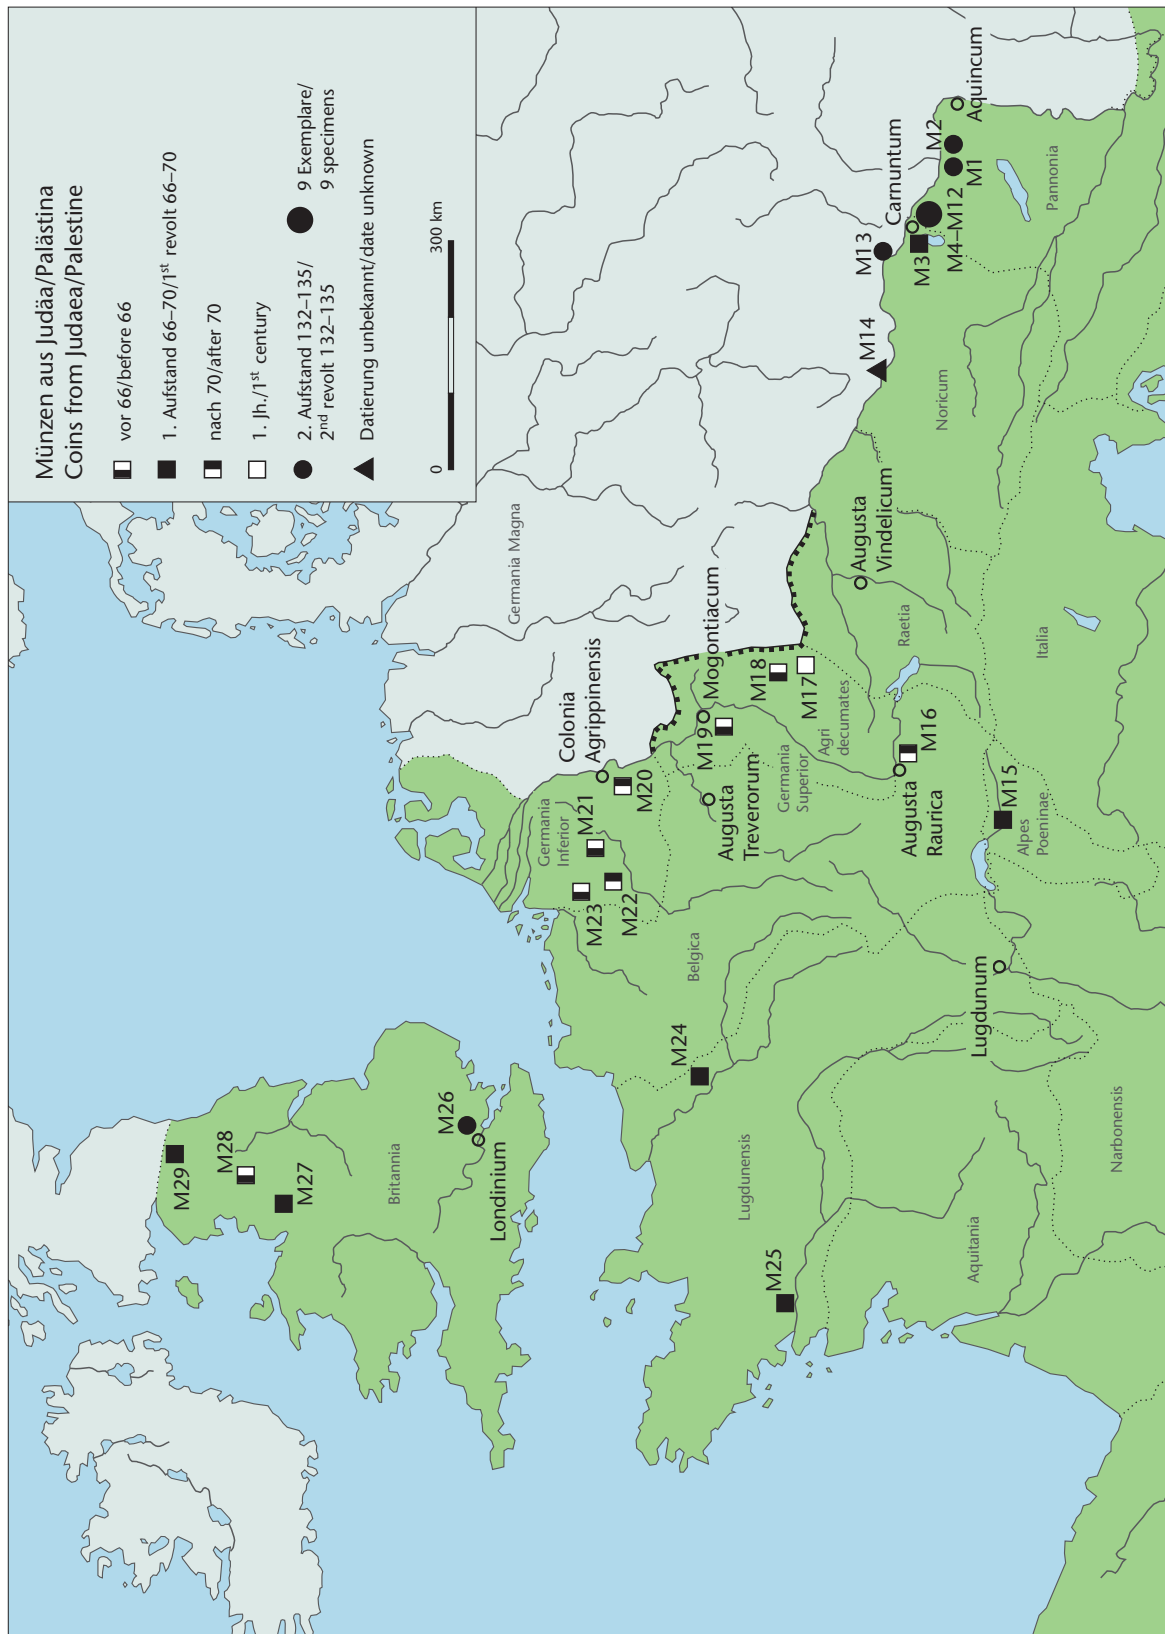 Münzen aus Judäa/Palästina
Coins from Judaea/Palestine
vor 66/before 66
1. Aufstand 66–70/1st revolt 66–70
nach 70/after 70
1. Jh./1st century
2. Aufstand 132–135/
2nd revolt 132–135
9 Exemplare/
9 specimens
Datierung unbekannt/date unknown
0
300 km
M29
M28
M27
Britannia
M26
Londinium
Germania Magna
Colonia
Agrippinensis
Germania
Inferior
M21
M20
M23
M22
Mogontiacum
M19
Augusta
Treverorum
M18
M17
Germania
Superior
Agri
decumates
Belgica
M24
Lugdunensis
M25
M14
M13
Carnuntum
M3
M4–M12
M1
M2
Aquincum
Pannonia
Noricum
Augusta
Vindelicum
Raetia
M16
Augusta
Raurica
M15
Alpes
Poeninae
Italia
Lugdunum
Aquitania
Narbonensis